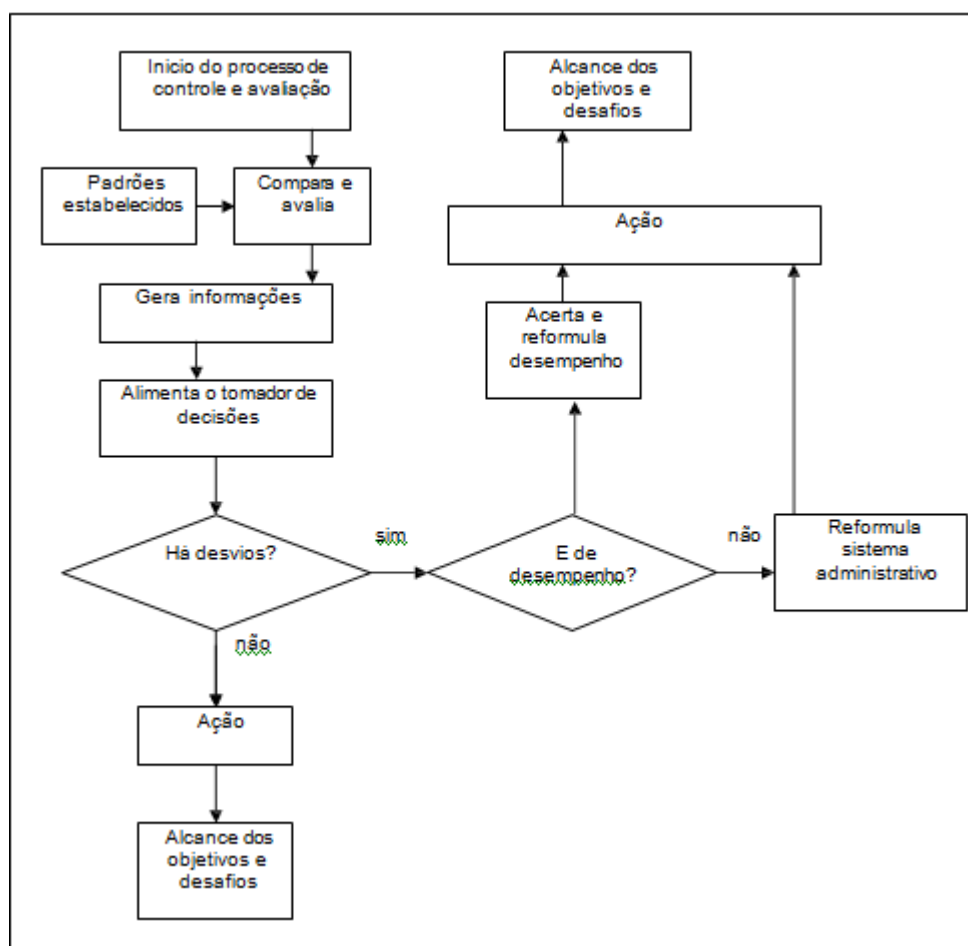 Inicio do processo de
controle e avaliação
Padrões
estabelecidos
Compara e
avalia
Gera informações
Alimenta o tomador de
decisões
Há desvios?
sim
não
Ação
Alcance dos
objetivos e
desafios
E de
desempenho?
não
Reformula
sistema
administrativo
Acerta e
reformula
desempenho
Ação
Alcance dos
objetivos e
desafios